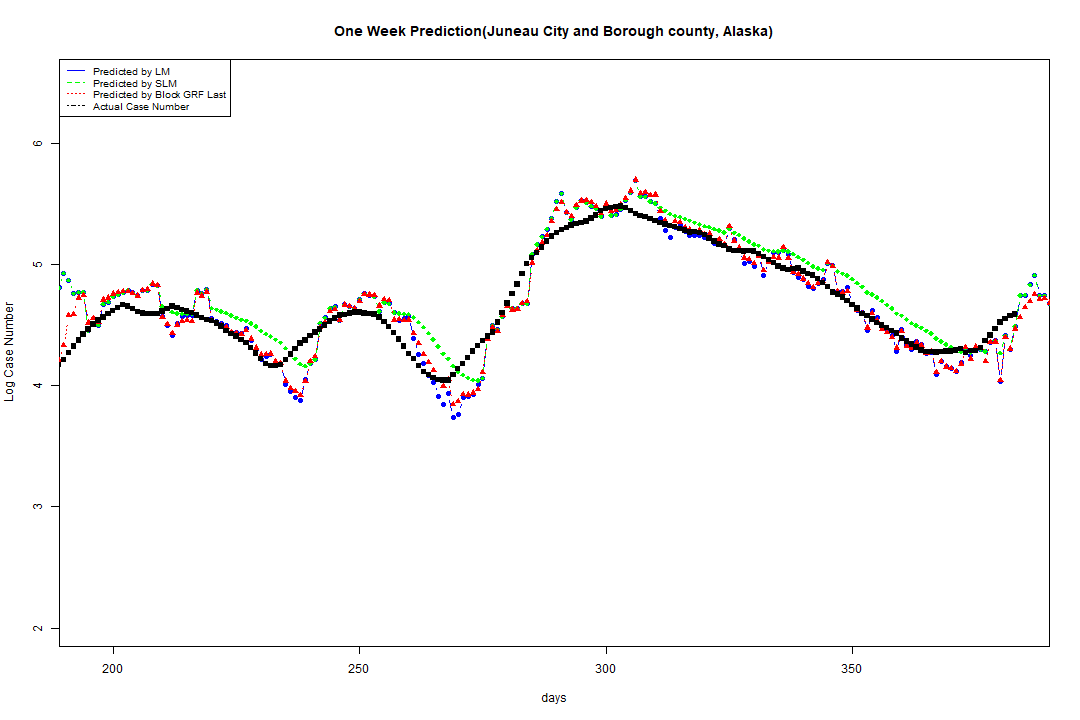 One Week Prediction(Juneau City and Borough county, Alaska)
Predicted by LM
Predicted by SLM
Predicted by Block GRF Last
Actual Case Number
6
5
4
3
2
Log Case Number
200
250
300
350
days